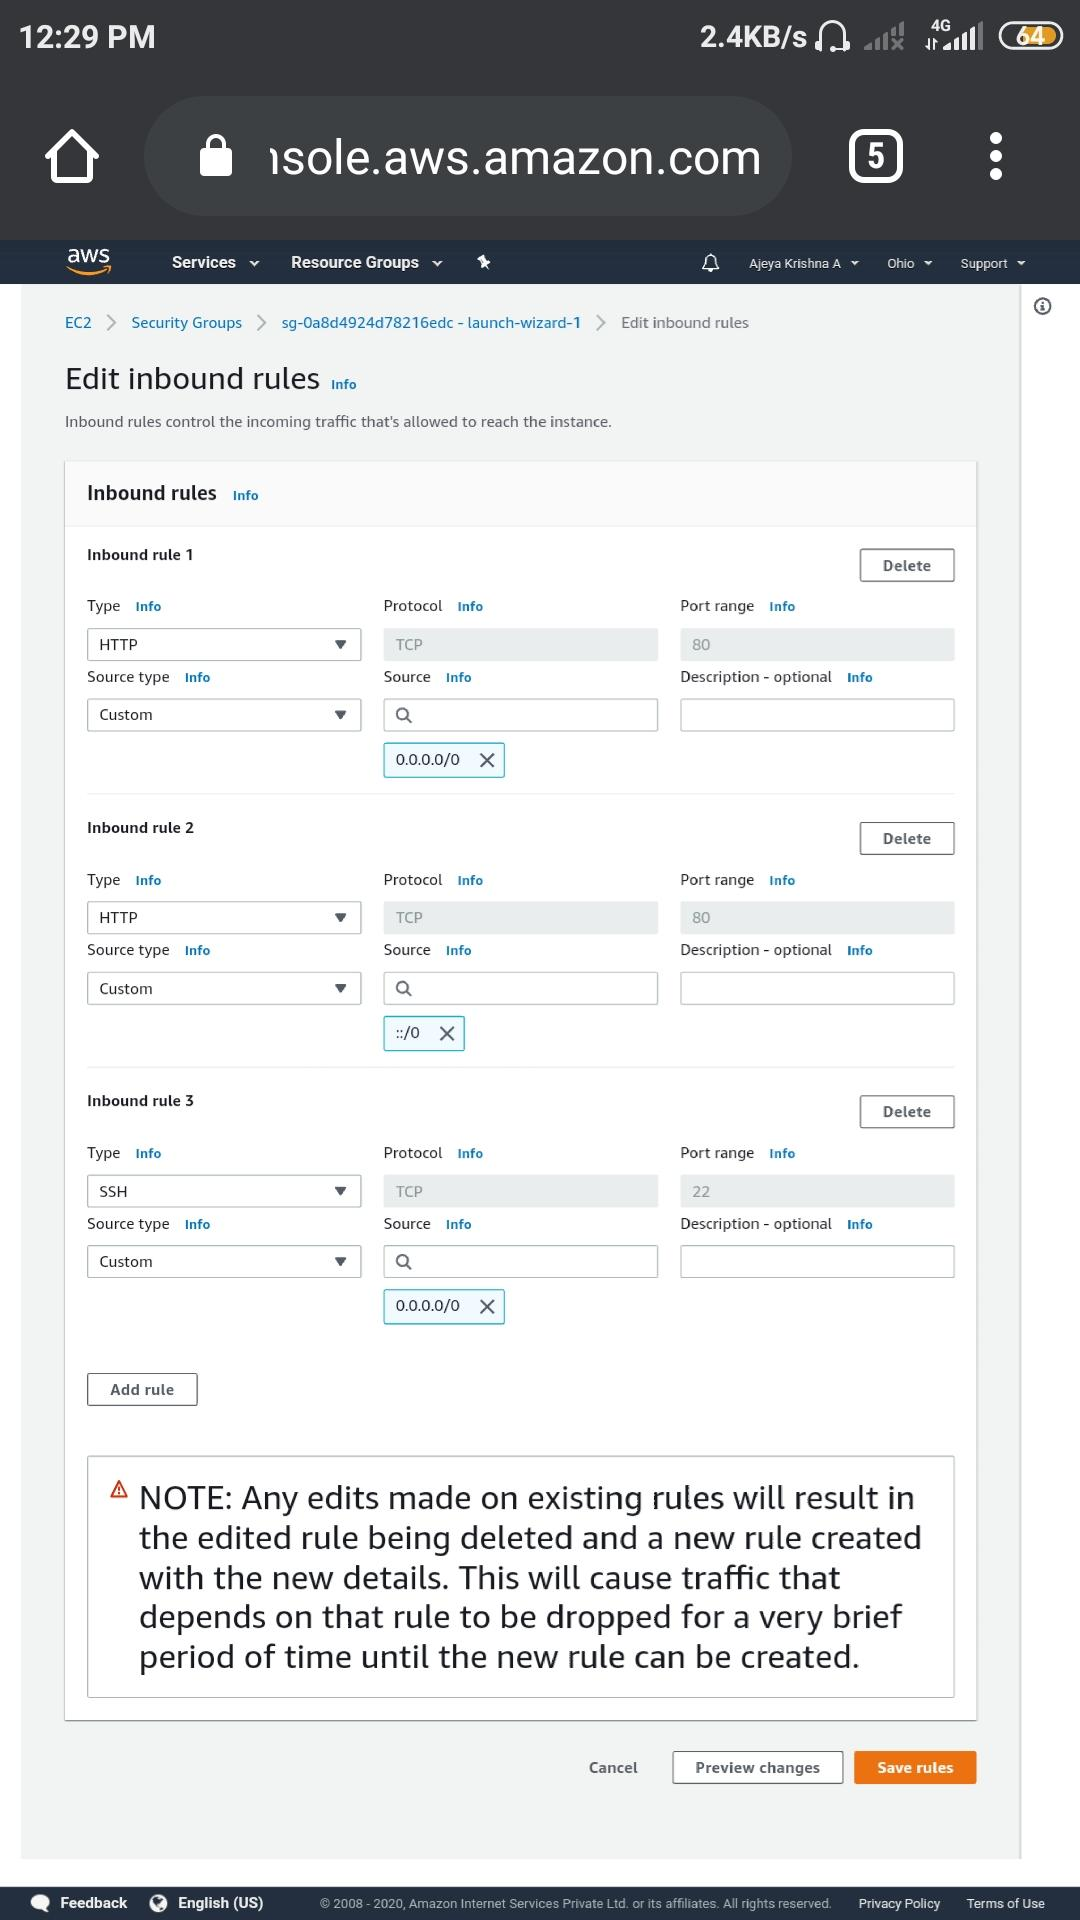 12:29 PM 2.4KB/s 4G 64
nsole.aws.amazon.com 5
aws Services Resource Groups Ajeya Krishna A Ohio Support
EC2 Security Groups sg-0a8d4924d78216edc - launch-wizard-1 Edit inbound rules
Edit inbound rules Info
Inbound rules control the incoming traffic that's allowed to reach the instance.
Inbound rules Info
Inbound rule 1 Delete
Type Info Protocol Info Port range Info
HTTP TCP 80
Source type Info Source Info Description - optional Info
Custom
0.0.0.0/0
Inbound rule 2 Delete
Type Info Protocol Info Port range Info
HTTP TCP 80
Source type Info Source Info Description - optional Info
Custom
::/0
Inbound rule 3 Delete
Type Info Protocol Info Port range Info
SSH TCP 22
Source type Info Source Info Description - optional Info
Custom
0.0.0.0/0
Add rule
NOTE: Any edits made on existing rules will result in
the edited rule being deleted and a new rule created
with the new details. This will cause traffic that
depends on that rule to be dropped for a very brief
period of time until the new rule can be created.
Cancel Preview changes Save rules
Feedback English (US) © 2008 - 2020, Amazon Internet Services Private Ltd. or its affiliates. All rights reserved. Privacy Policy Terms of Use